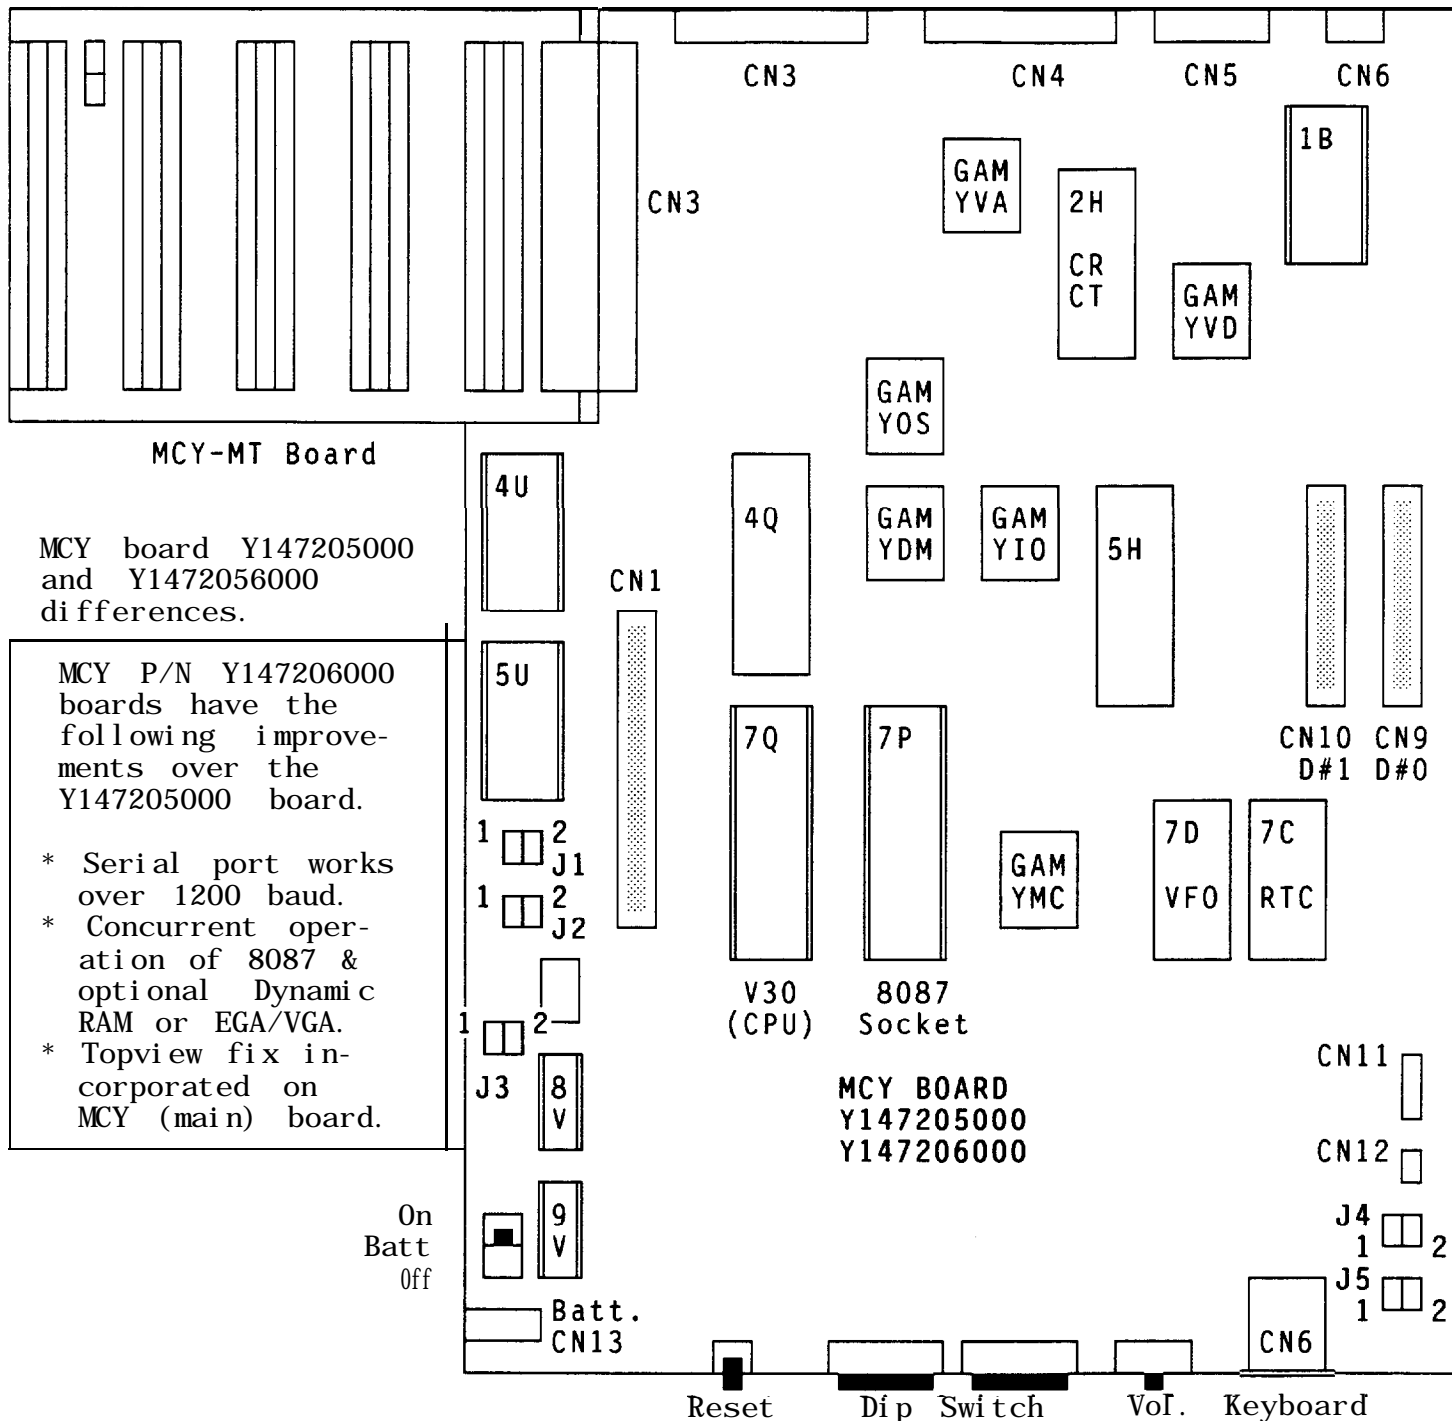 CN3 CN4 CN5 CN6
1B
GAM
YVA
2H
CR
CT
CN3
GAM
YVD
GAM
YOS
MCY-MT Board
4U
4Q
GAM
YDM
GAM
YIO
5H
MCY board Y147205000
and Y1472056000
differences.
CN1
MCY P/N Y147206000
boards have the
following improve-
ments over the
Y147205000 board.
* Serial port works
over 1200 baud.
* Concurrent oper-
ation of 8087 &
optional Dynamic
RAM or EGA/VGA.
* Topview fix in-
corporated on
MCY (main) board.
5U
7Q
7P
CN10 CN9
D#1 D#0
1 2
J1
1 2
J2
GAM
YMC
7D
VFO
7C
RTC
V30
(CPU)
8087
Socket
1 2
J3
8
V
MCY BOARD
Y147205000
Y147206000
CN11
CN12
On
Batt
Off
9
V
J4
1 2
J5
1 2
Batt.
CN13
CN6
Reset Dip Switch Vol. Keyboard